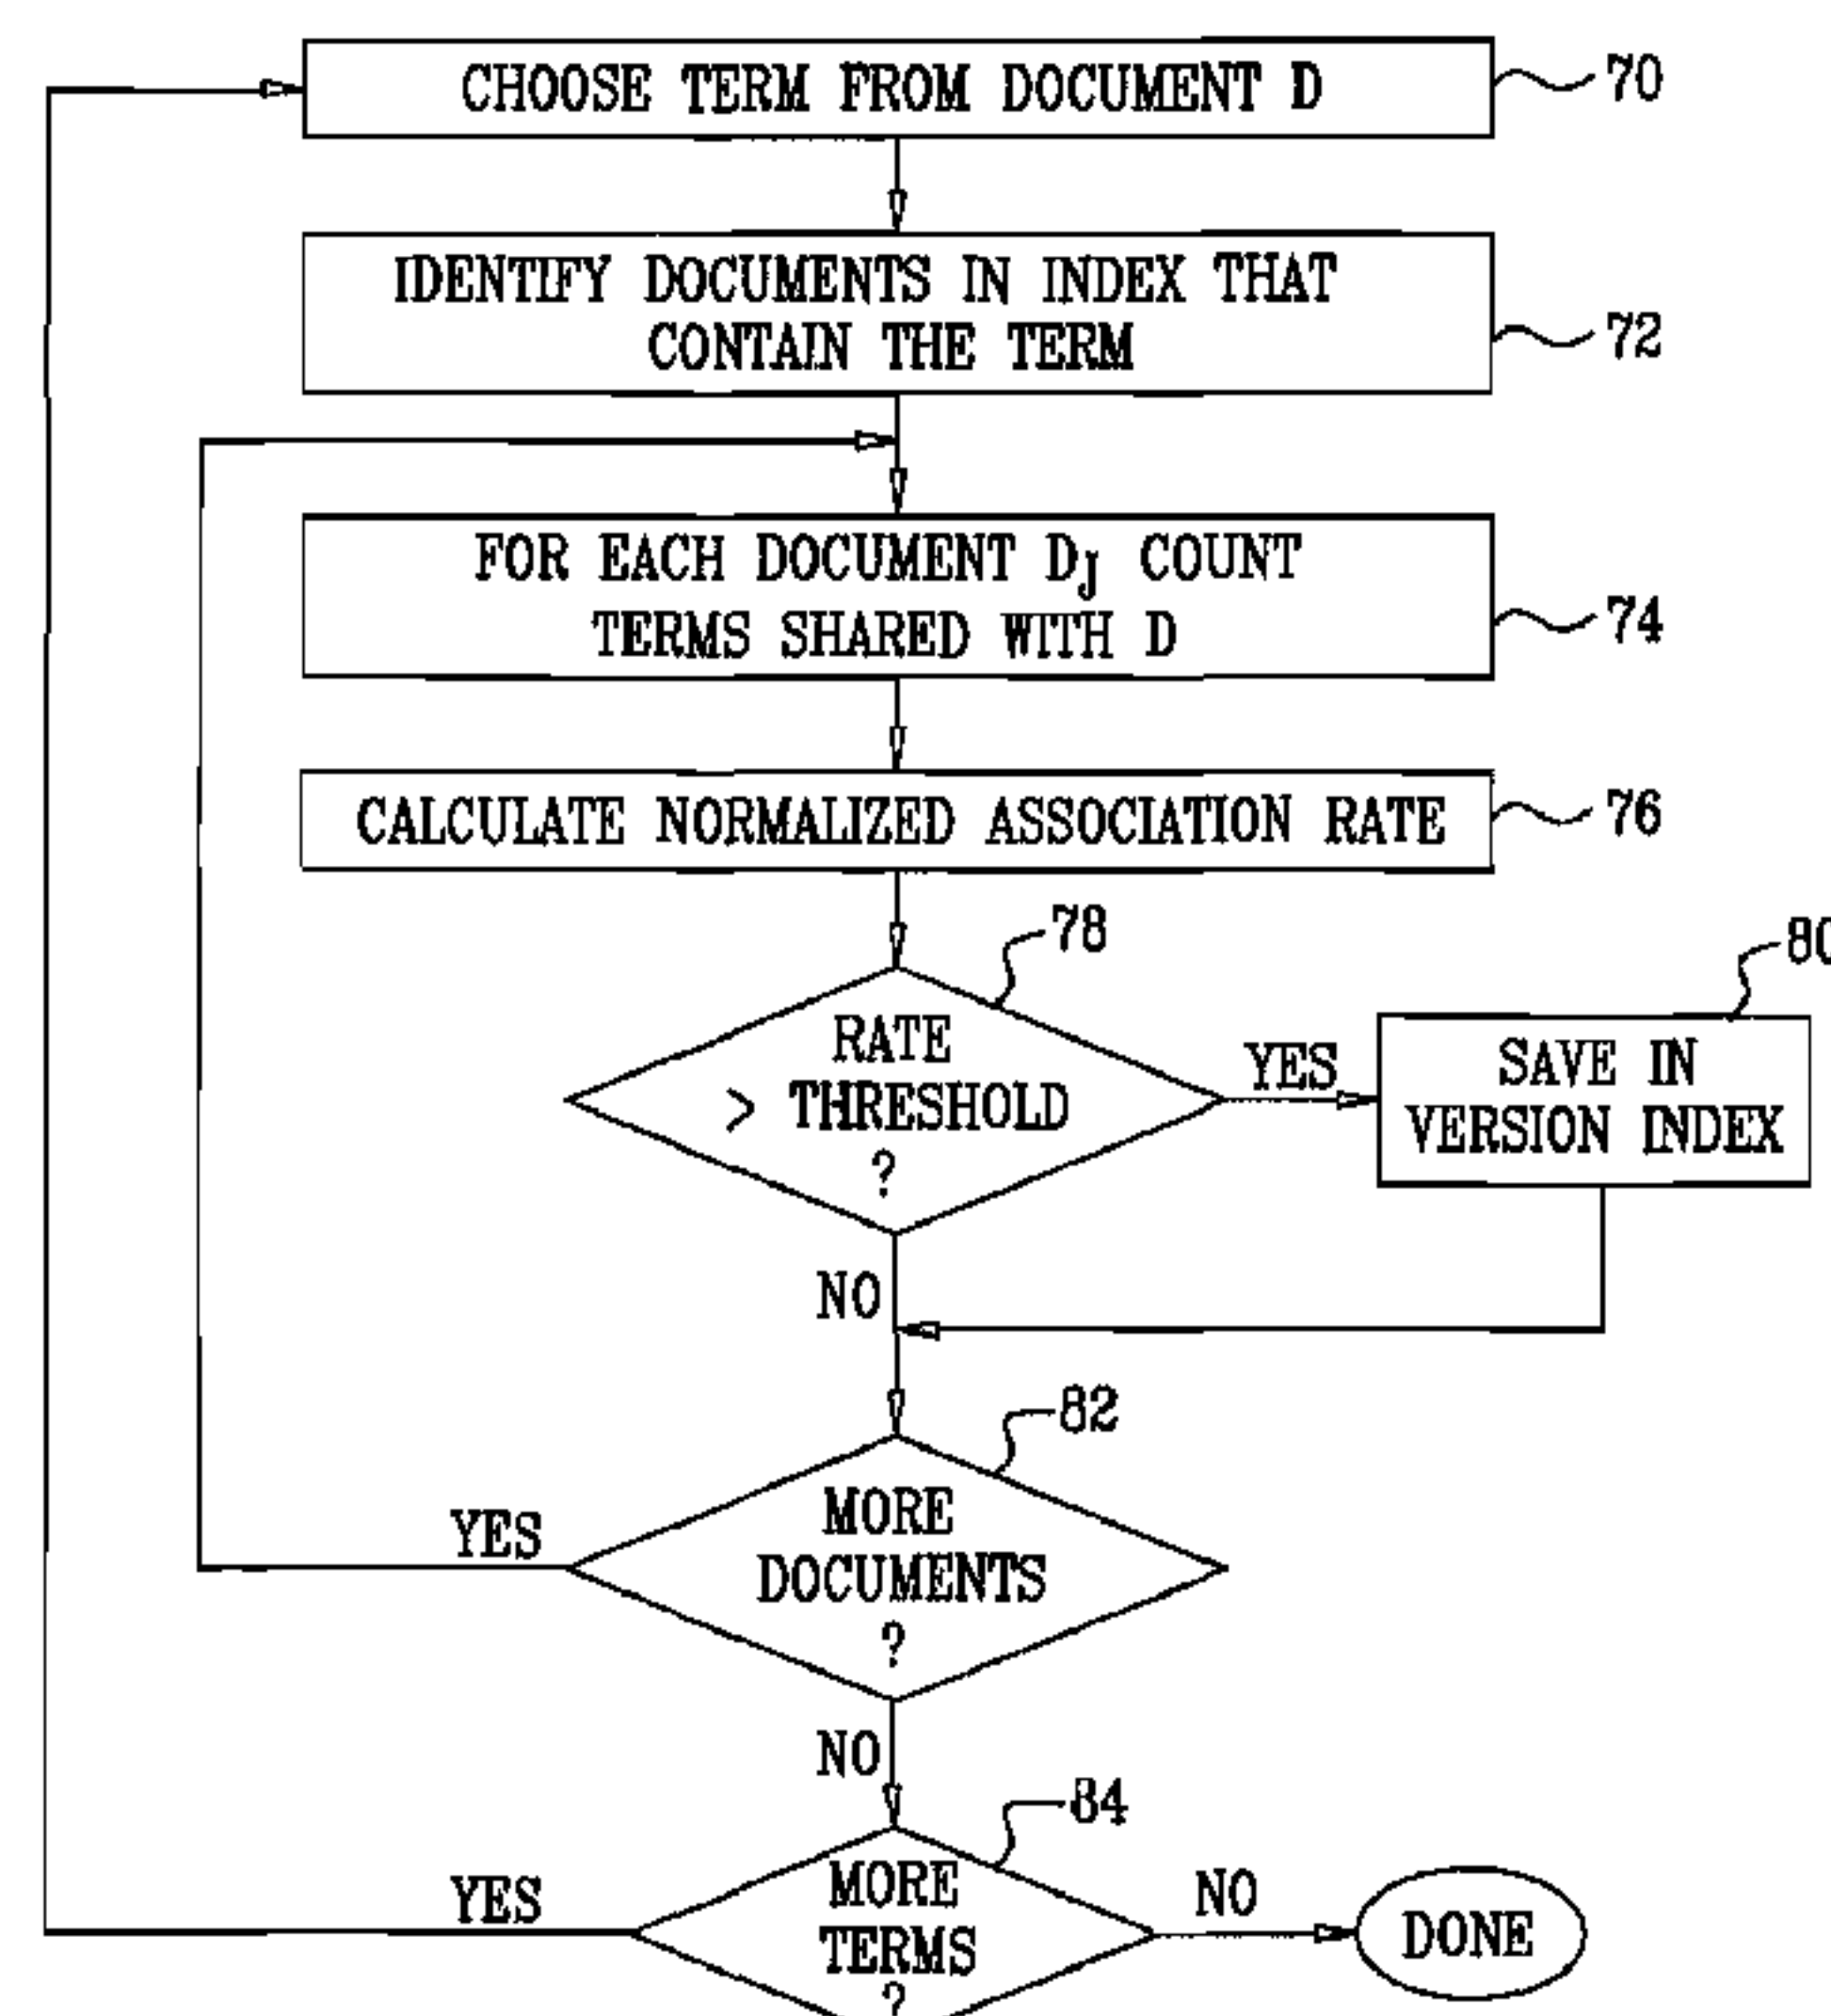 CHOOSE TERM FROM DOCUMENT D
70
IDENTIFY DOCUMENTS IN INDEX THAT
CONTAIN THE TERM
72
FOR EACH DOCUMENT DJ COUNT
TERMS SHARED WITH D
74
CALCULATE NORMALIZED ASSOCIATION RATE
76
78
80
RATE
> THRESHOLD
?
YES
SAVE IN
VERSION INDEX
NO
82
MORE
DOCUMENTS
?
YES
NO
84
MORE
TERMS
?
YES
NO
DONE